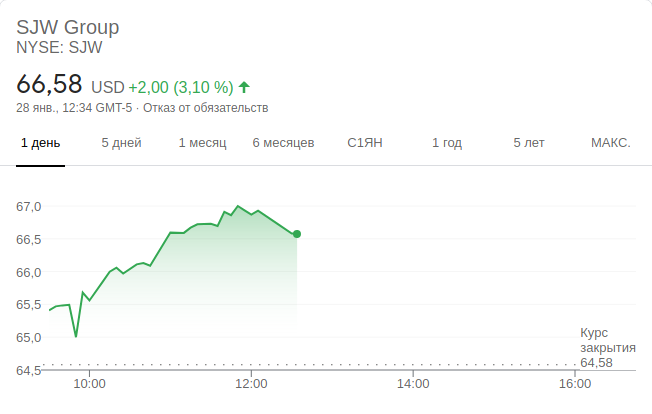 SJW Group
NYSE: SJW
66,58 USD +2,00 (3,10 %)
28 янв., 12:34 GMT-5 · Отказ от обязательств
1 день 5 дней 1 месяц 6 месяцев С1ЯН 1 год 5 лет МАКС.
67,0
66,5
66,0
65,5
65,0
64,5
Курс
закрытия
64,58
10:00 12:00 14:00 16:00